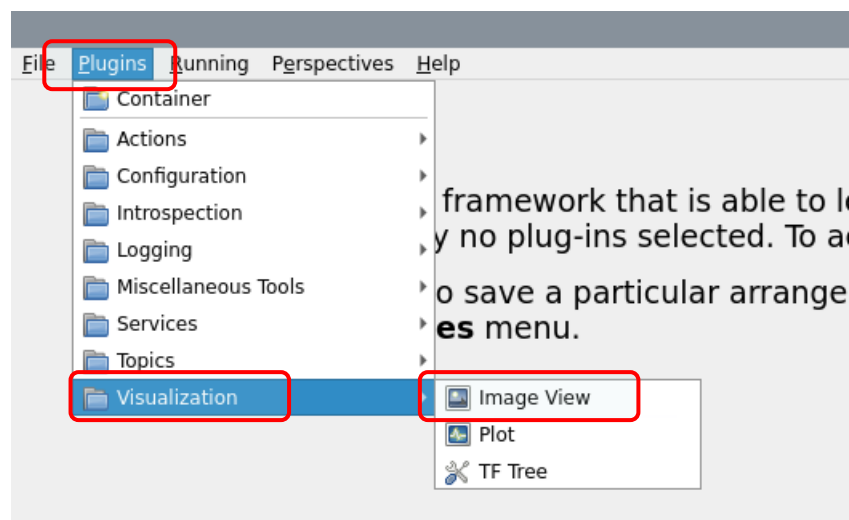 File Plugins Running Perspectives Help
Container
Actions
Configuration
Introspection
Logging
Miscellaneous Tools
Services
Topics
Visualization
Image View
Plot
TF Tree
framework that is able to
y no plug-ins selected. To
o save a particular arrange
es menu.